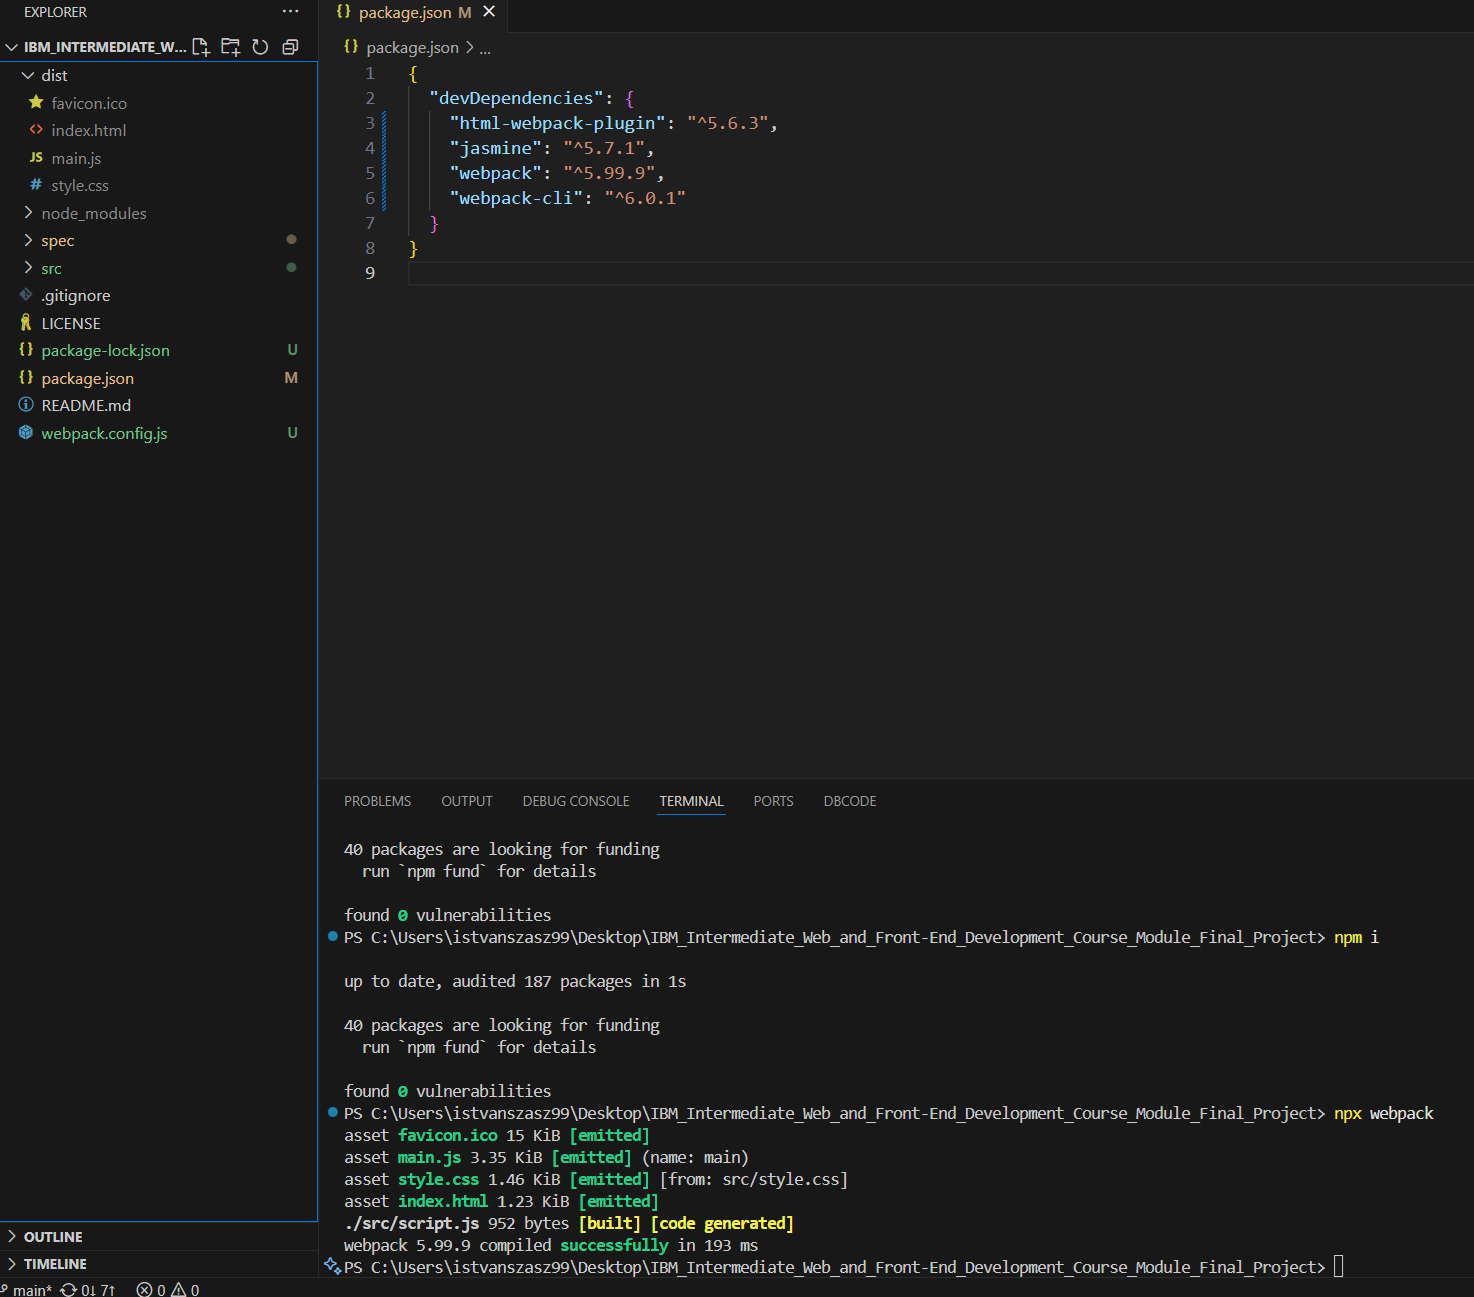 EXPLORER
IBM_INTERMEDIATE_W...
dist
favicon.ico
index.html
JS main.js
# style.css
node_modules
spec
src
.gitignore
LICENSE
{} package-lock.json U
{} package.json M
README.md
webpack.config.js U
OUTLINE
TIMELINE
{} package.json M
{} package.json > ...
1 {
2 "devDependencies": {
3 "html-webpack-plugin": "^5.6.3",
4 "jasmine": "^5.7.1",
5 "webpack": "^5.99.9",
6 "webpack-cli": "^6.0.1"
7 }
8 }
9
PROBLEMS OUTPUT DEBUG CONSOLE TERMINAL PORTS DBCODE
40 packages are looking for funding
run `npm fund` for details
found 0 vulnerabilities
PS C:\Users\istvanszasz99\Desktop\IBM_Intermediate_Web_and_Front-End_Development_Course_Module_Final_Project> npm i
up to date, audited 187 packages in 1s
40 packages are looking for funding
run `npm fund` for details
found 0 vulnerabilities
PS C:\Users\istvanszasz99\Desktop\IBM_Intermediate_Web_and_Front-End_Development_Course_Module_Final_Project> npx webpack
asset favicon.ico 15 KiB [emitted]
asset main.js 3.35 KiB [emitted] (name: main)
asset style.css 1.46 KiB [emitted] [from: src/style.css]
asset index.html 1.23 KiB [emitted]
./src/script.js 952 bytes [built] [code generated]
webpack 5.99.9 compiled successfully in 193 ms
PS C:\Users\istvanszasz99\Desktop\IBM_Intermediate_Web_and_Front-End_Development_Course_Module_Final_Project>
main* 0↓ 7↑ 0 0